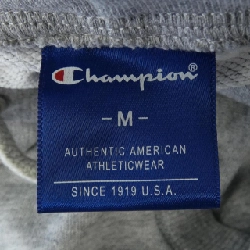 Champion
- M -
AUTHENTIC AMERICAN
ATHLETICWEAR
SINCE 1919 U.S.A.